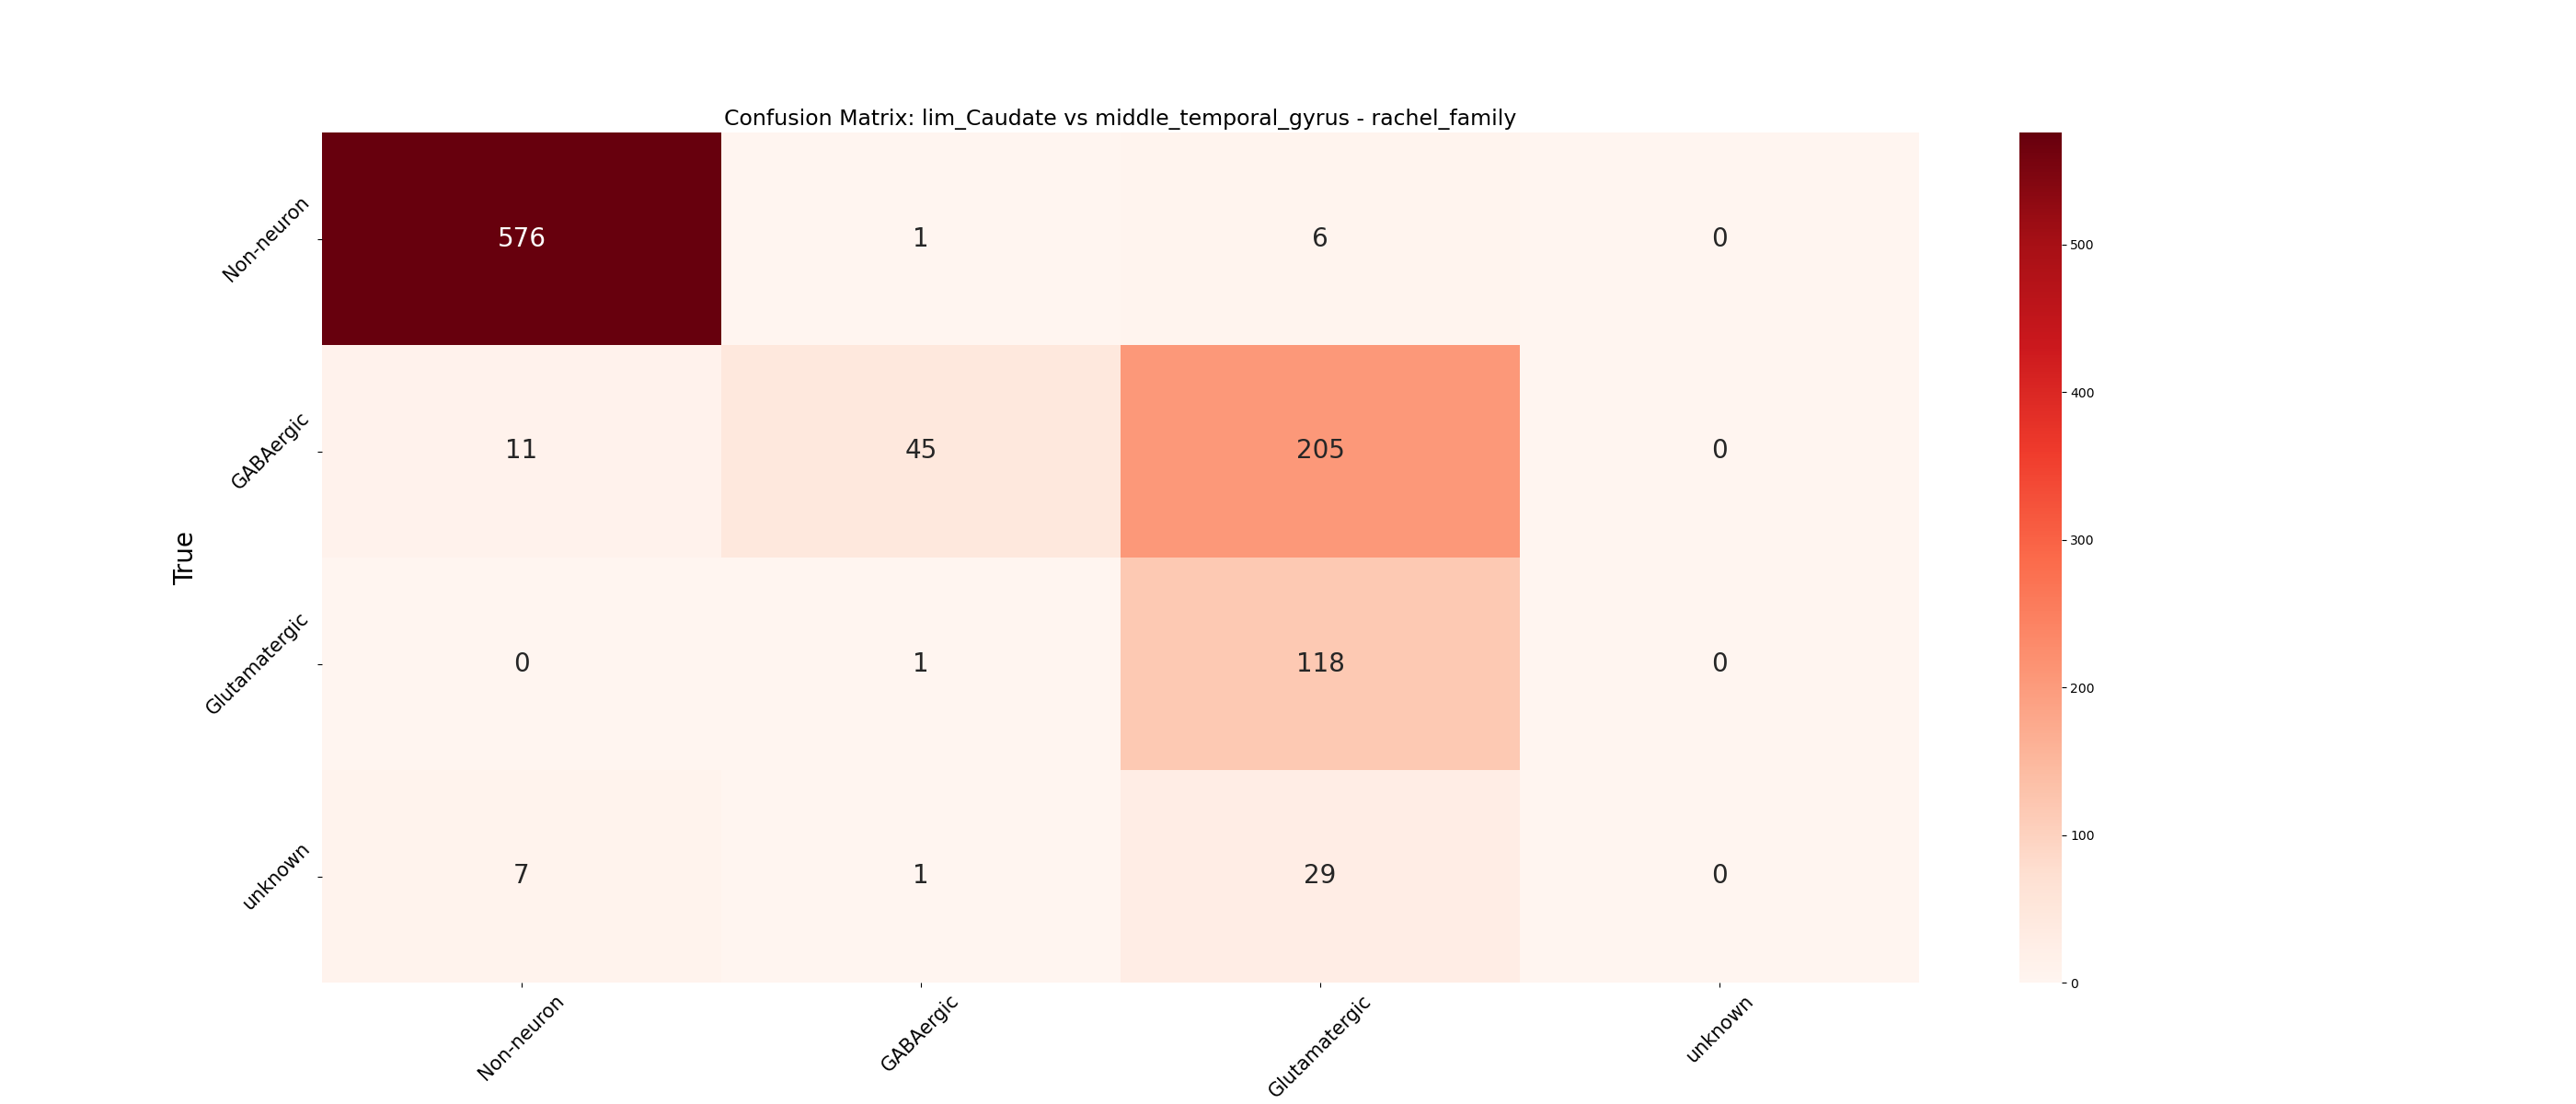 Confusion Matrix: lim_Caudate vs middle_temporal_gyrus - rachel_family
True
Non-neuron
576
1
6
0
GABAergic
11
45
205
0
Glutamatergic
0
1
118
0
unknown
7
1
29
0
Non-neuron
GABAergic
Glutamatergic
unknown
500
400
300
200
100
0